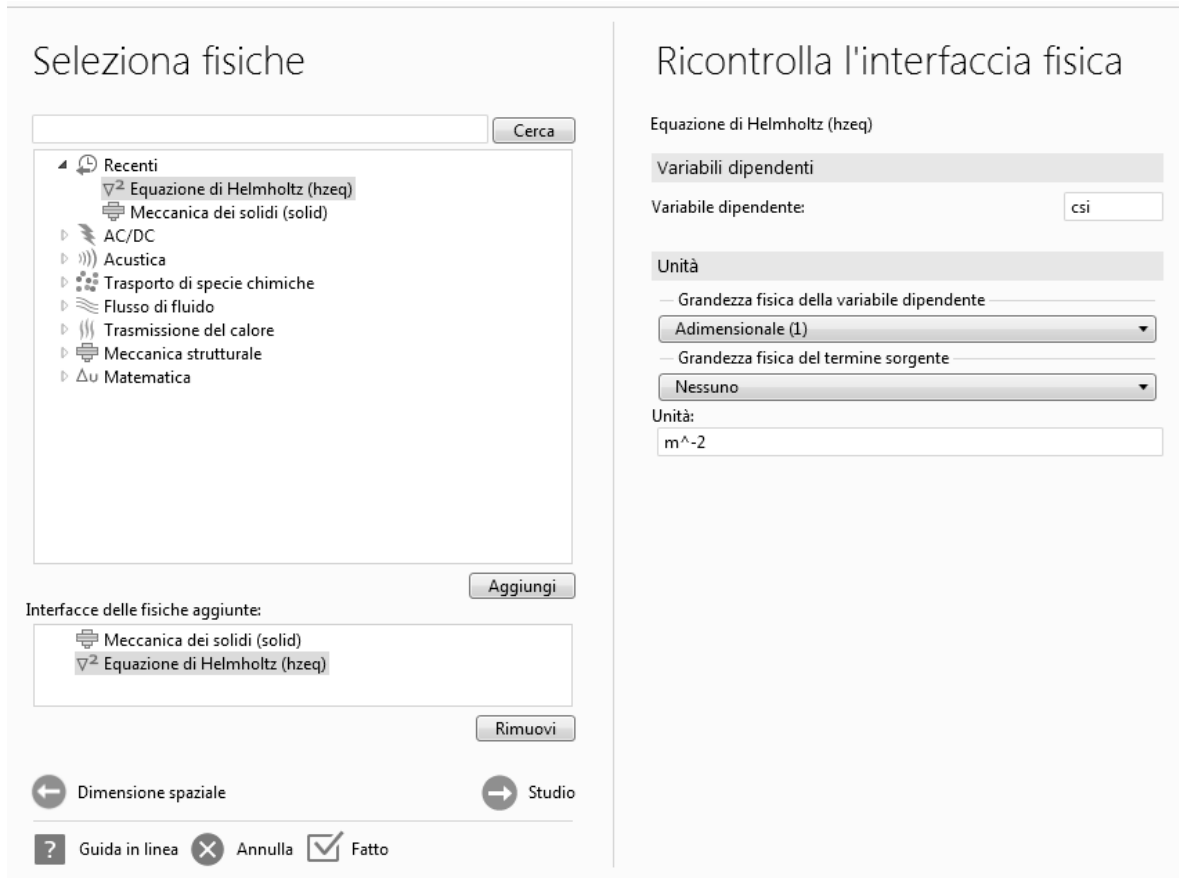 Seleziona fisiche
Cerca
Recenti
∇² Equazione di Helmholtz (hzeq)
Meccanica dei solidi (solid)
AC/DC
Acustica
Trasporto di specie chimiche
Flusso di fluido
Trasmissione del calore
Meccanica strutturale
Δu Matematica
Aggiungi
Interfacce delle fisiche aggiunte:
Meccanica dei solidi (solid)
∇² Equazione di Helmholtz (hzeq)
Rimuovi
Dimensione spaziale
Studio
? Guida in linea
Annulla
Fatto
Ricontrolla l'interfaccia fisica
Equazione di Helmholtz (hzeq)
Variabili dipendenti
Variabile dipendente: csi
Unità
Grandezza fisica della variabile dipendente
Adimensionale (1)
Grandezza fisica del termine sorgente
Nessuno
Unità:
m^-2